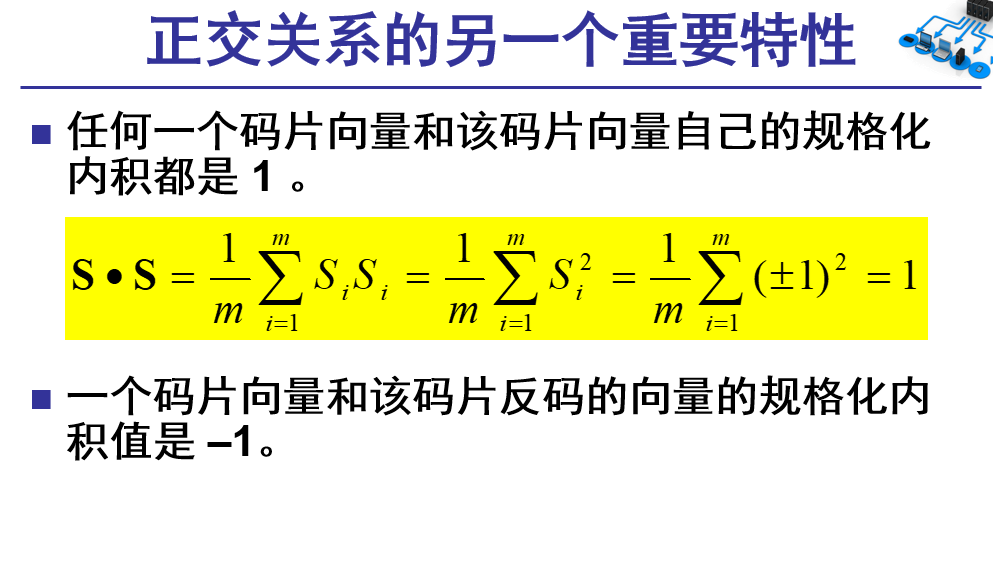 正交关系的另一个重要特性
任何一个码片向量和该码片向量自己的规格化
内积都是 1 。
S • S = \frac{1}{m} \sum_{i=1}^{m} S_i S_i = \frac{1}{m} \sum_{i=1}^{m} S_i^2 = \frac{1}{m} \sum_{i=1}^{m} (±1)^2 = 1
一个码片向量和该码片反码的向量的规格化内
积值是 –1。